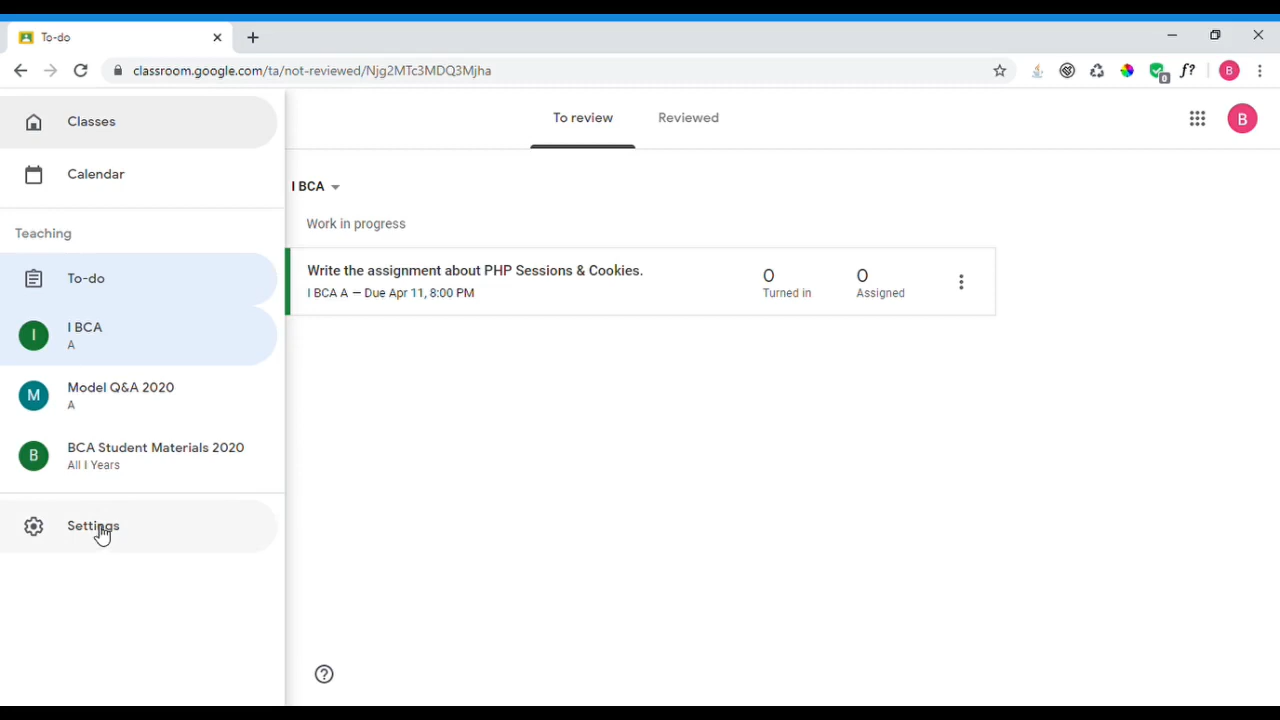 To-do
classroom.google.com/ta/not-reviewed/Njg2MTc3MDQ3Mjha
0
f?
B
Classes
To review
Reviewed
B
Calendar
I BCA
Work in progress
Teaching
To-do
Write the assignment about PHP Sessions & Cookies.
I BCA A – Due Apr 11, 8:00 PM
0
Turned in
0
Assigned
I
I BCA
A
M
Model Q&A 2020
A
B
BCA Student Materials 2020
All I Years
Settings